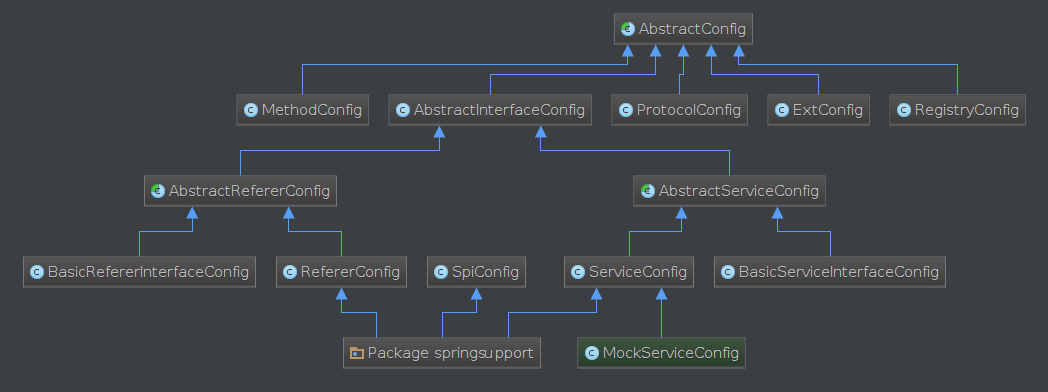 AbstractConfig
MethodConfig
AbstractInterfaceConfig
ProtocolConfig
ExtConfig
RegistryConfig
AbstractRefererConfig
AbstractServiceConfig
BasicRefererInterfaceConfig
RefererConfig
SpiConfig
ServiceConfig
BasicServiceInterfaceConfig
Package springsupport
MockServiceConfig